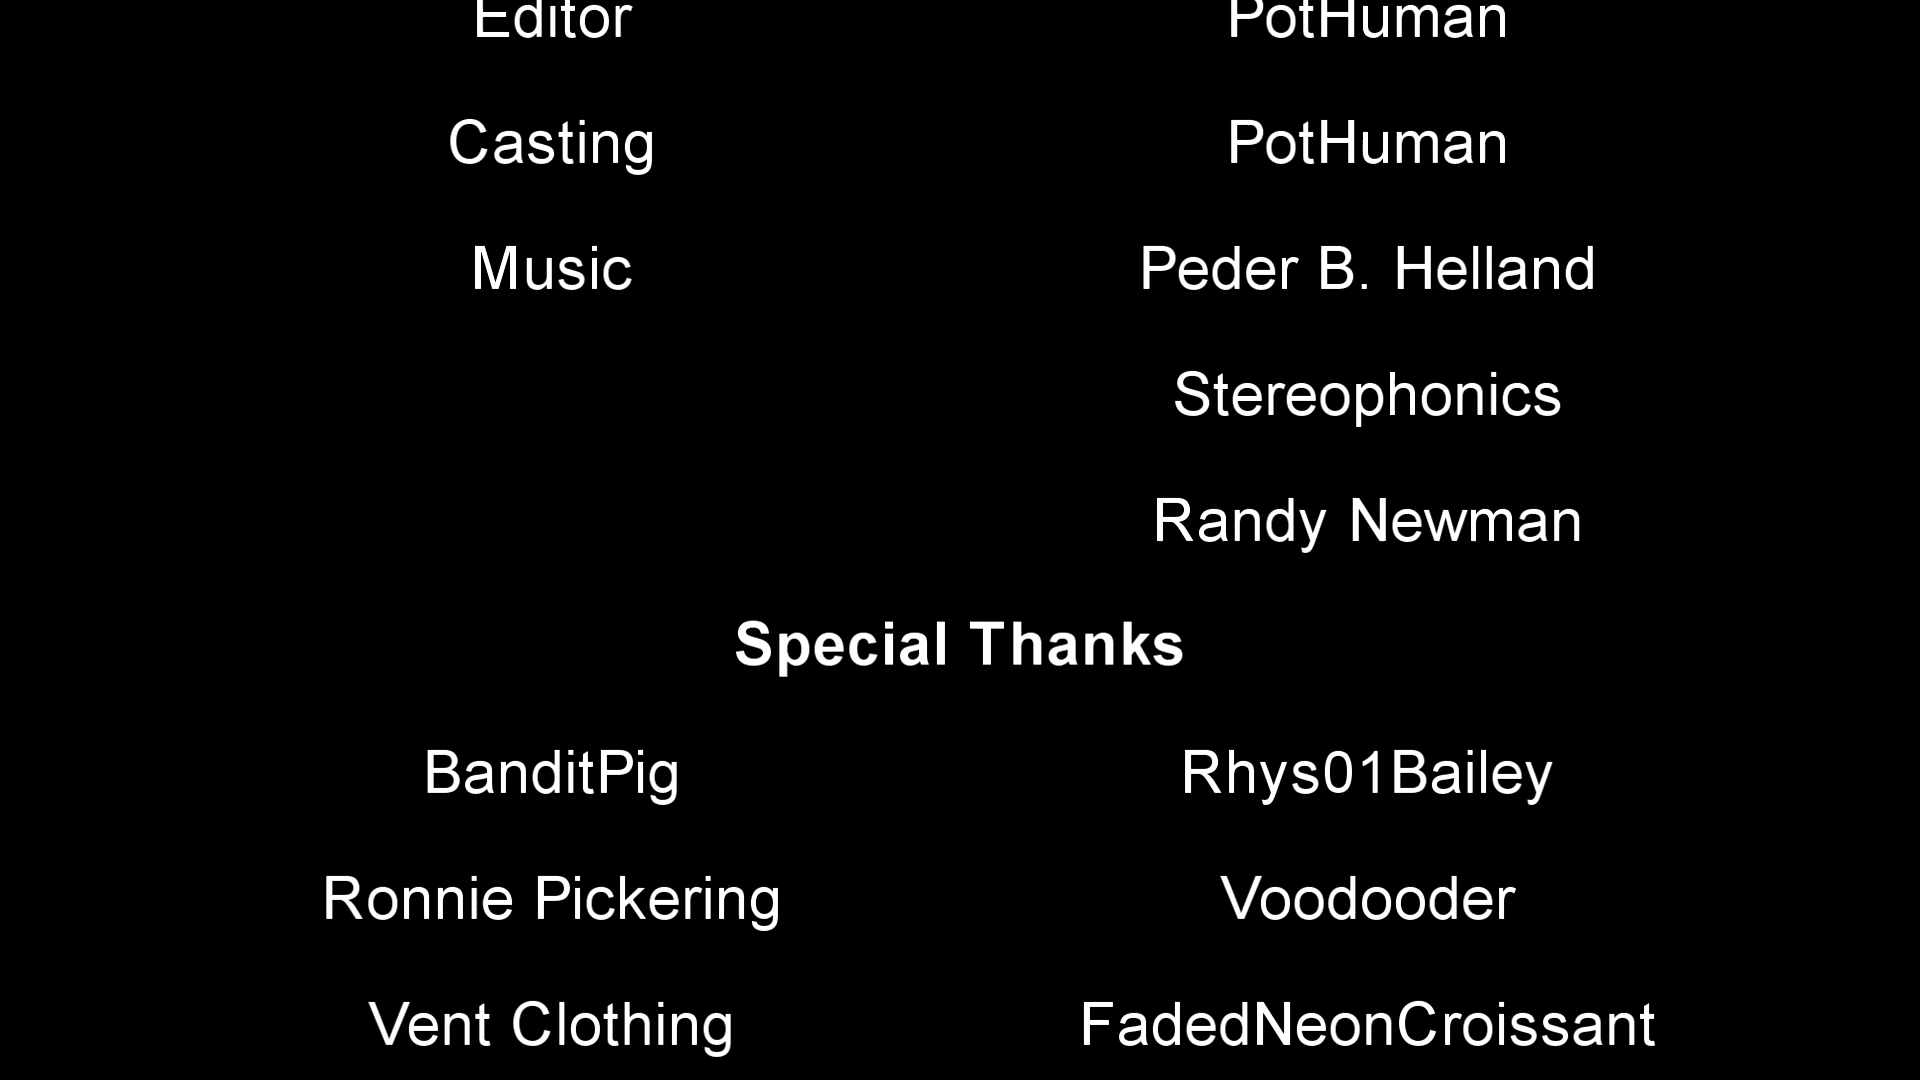 Editor PotHuman
Casting PotHuman
Music Peder B. Helland
Stereophonics
Randy Newman
Special Thanks
BanditPig Rhys01Bailey
Ronnie Pickering Voodooder
Vent Clothing FadedNeonCroissant